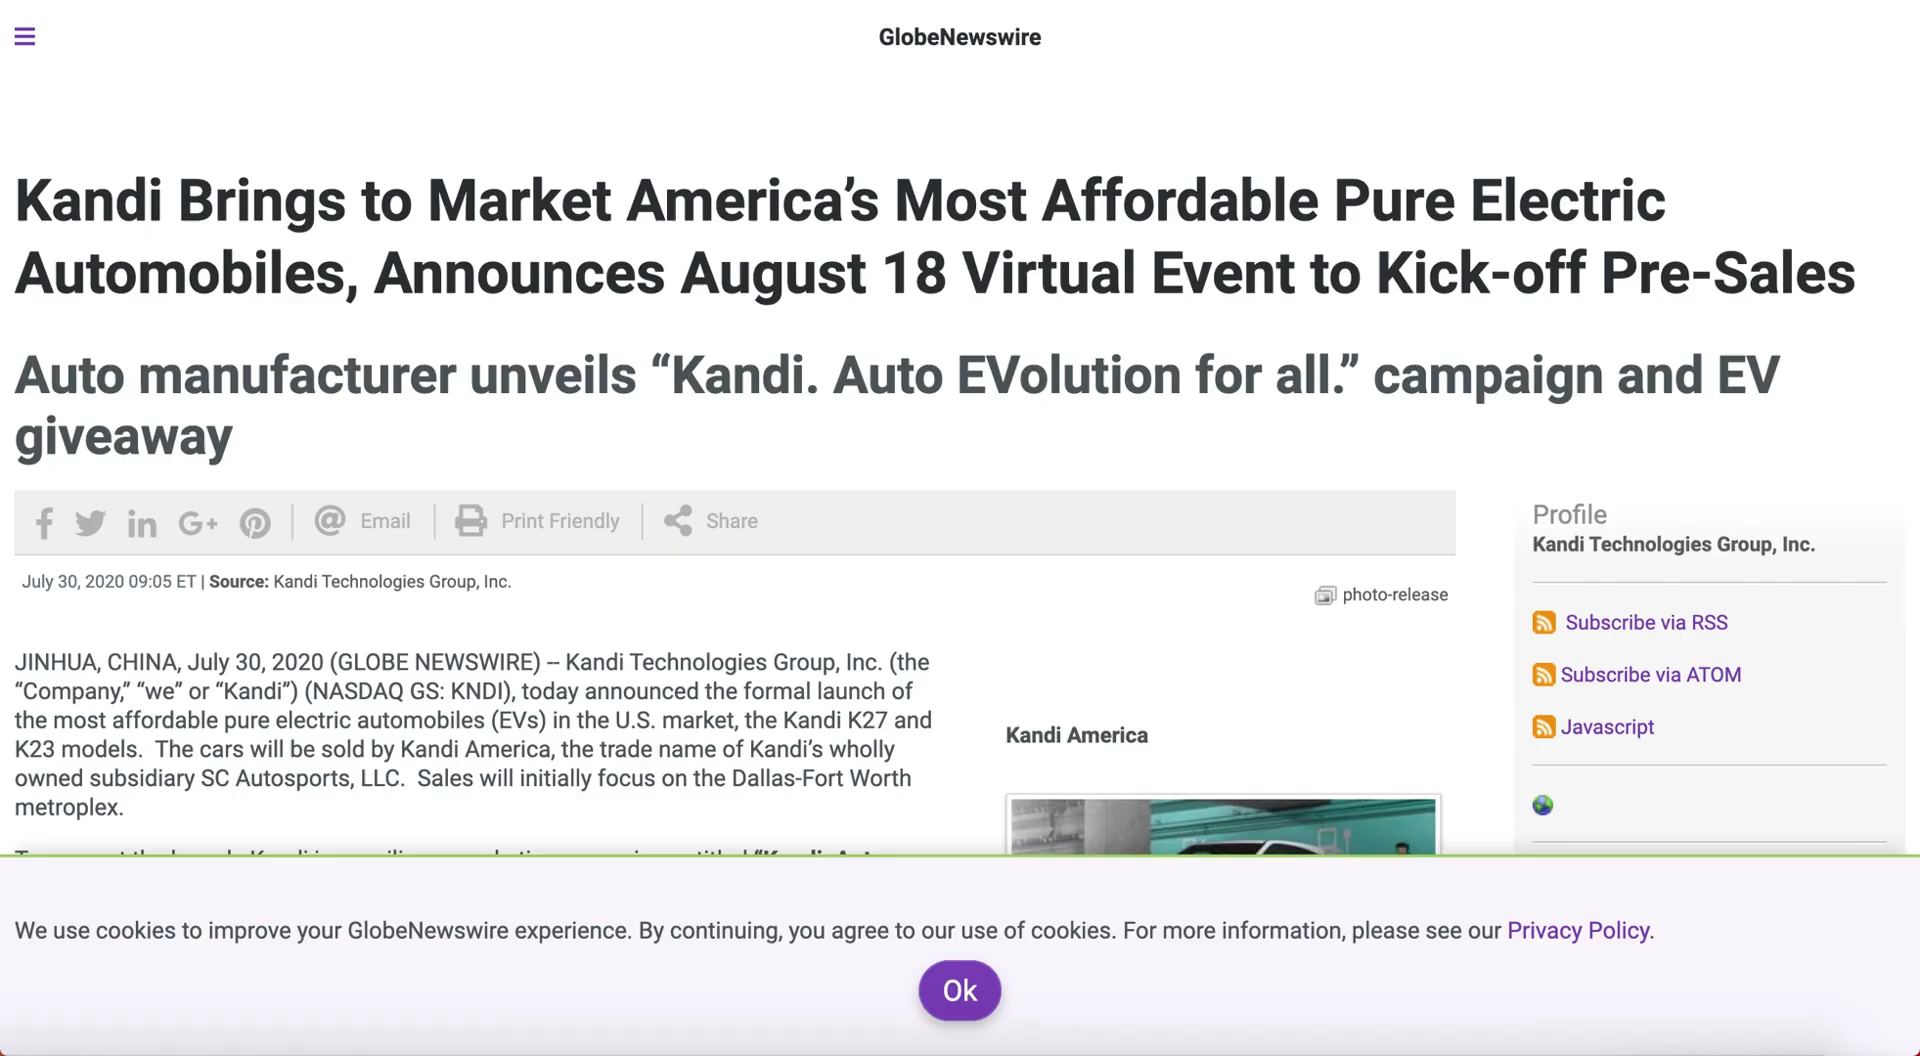 GlobeNewswire
Kandi Brings to Market America’s Most Affordable Pure Electric
Automobiles, Announces August 18 Virtual Event to Kick-off Pre-Sales
Auto manufacturer unveils “Kandi. Auto EVolution for all.” campaign and EV
giveaway
Email
Print Friendly
Share
July 30, 2020 09:05 ET | Source: Kandi Technologies Group, Inc.
photo-release
JINHUA, CHINA, July 30, 2020 (GLOBE NEWSWIRE) -- Kandi Technologies Group, Inc. (the
“Company,” “we” or “Kandi”) (NASDAQ GS: KNDI), today announced the formal launch of
the most affordable pure electric automobiles (EVs) in the U.S. market, the Kandi K27 and
K23 models.  The cars will be sold by Kandi America, the trade name of Kandi’s wholly
owned subsidiary SC Autosports, LLC.  Sales will initially focus on the Dallas-Fort Worth
metroplex.
Kandi America
Profile
Kandi Technologies Group, Inc.
Subscribe via RSS
Subscribe via ATOM
Javascript
We use cookies to improve your GlobeNewswire experience. By continuing, you agree to our use of cookies. For more information, please see our Privacy Policy.
Ok